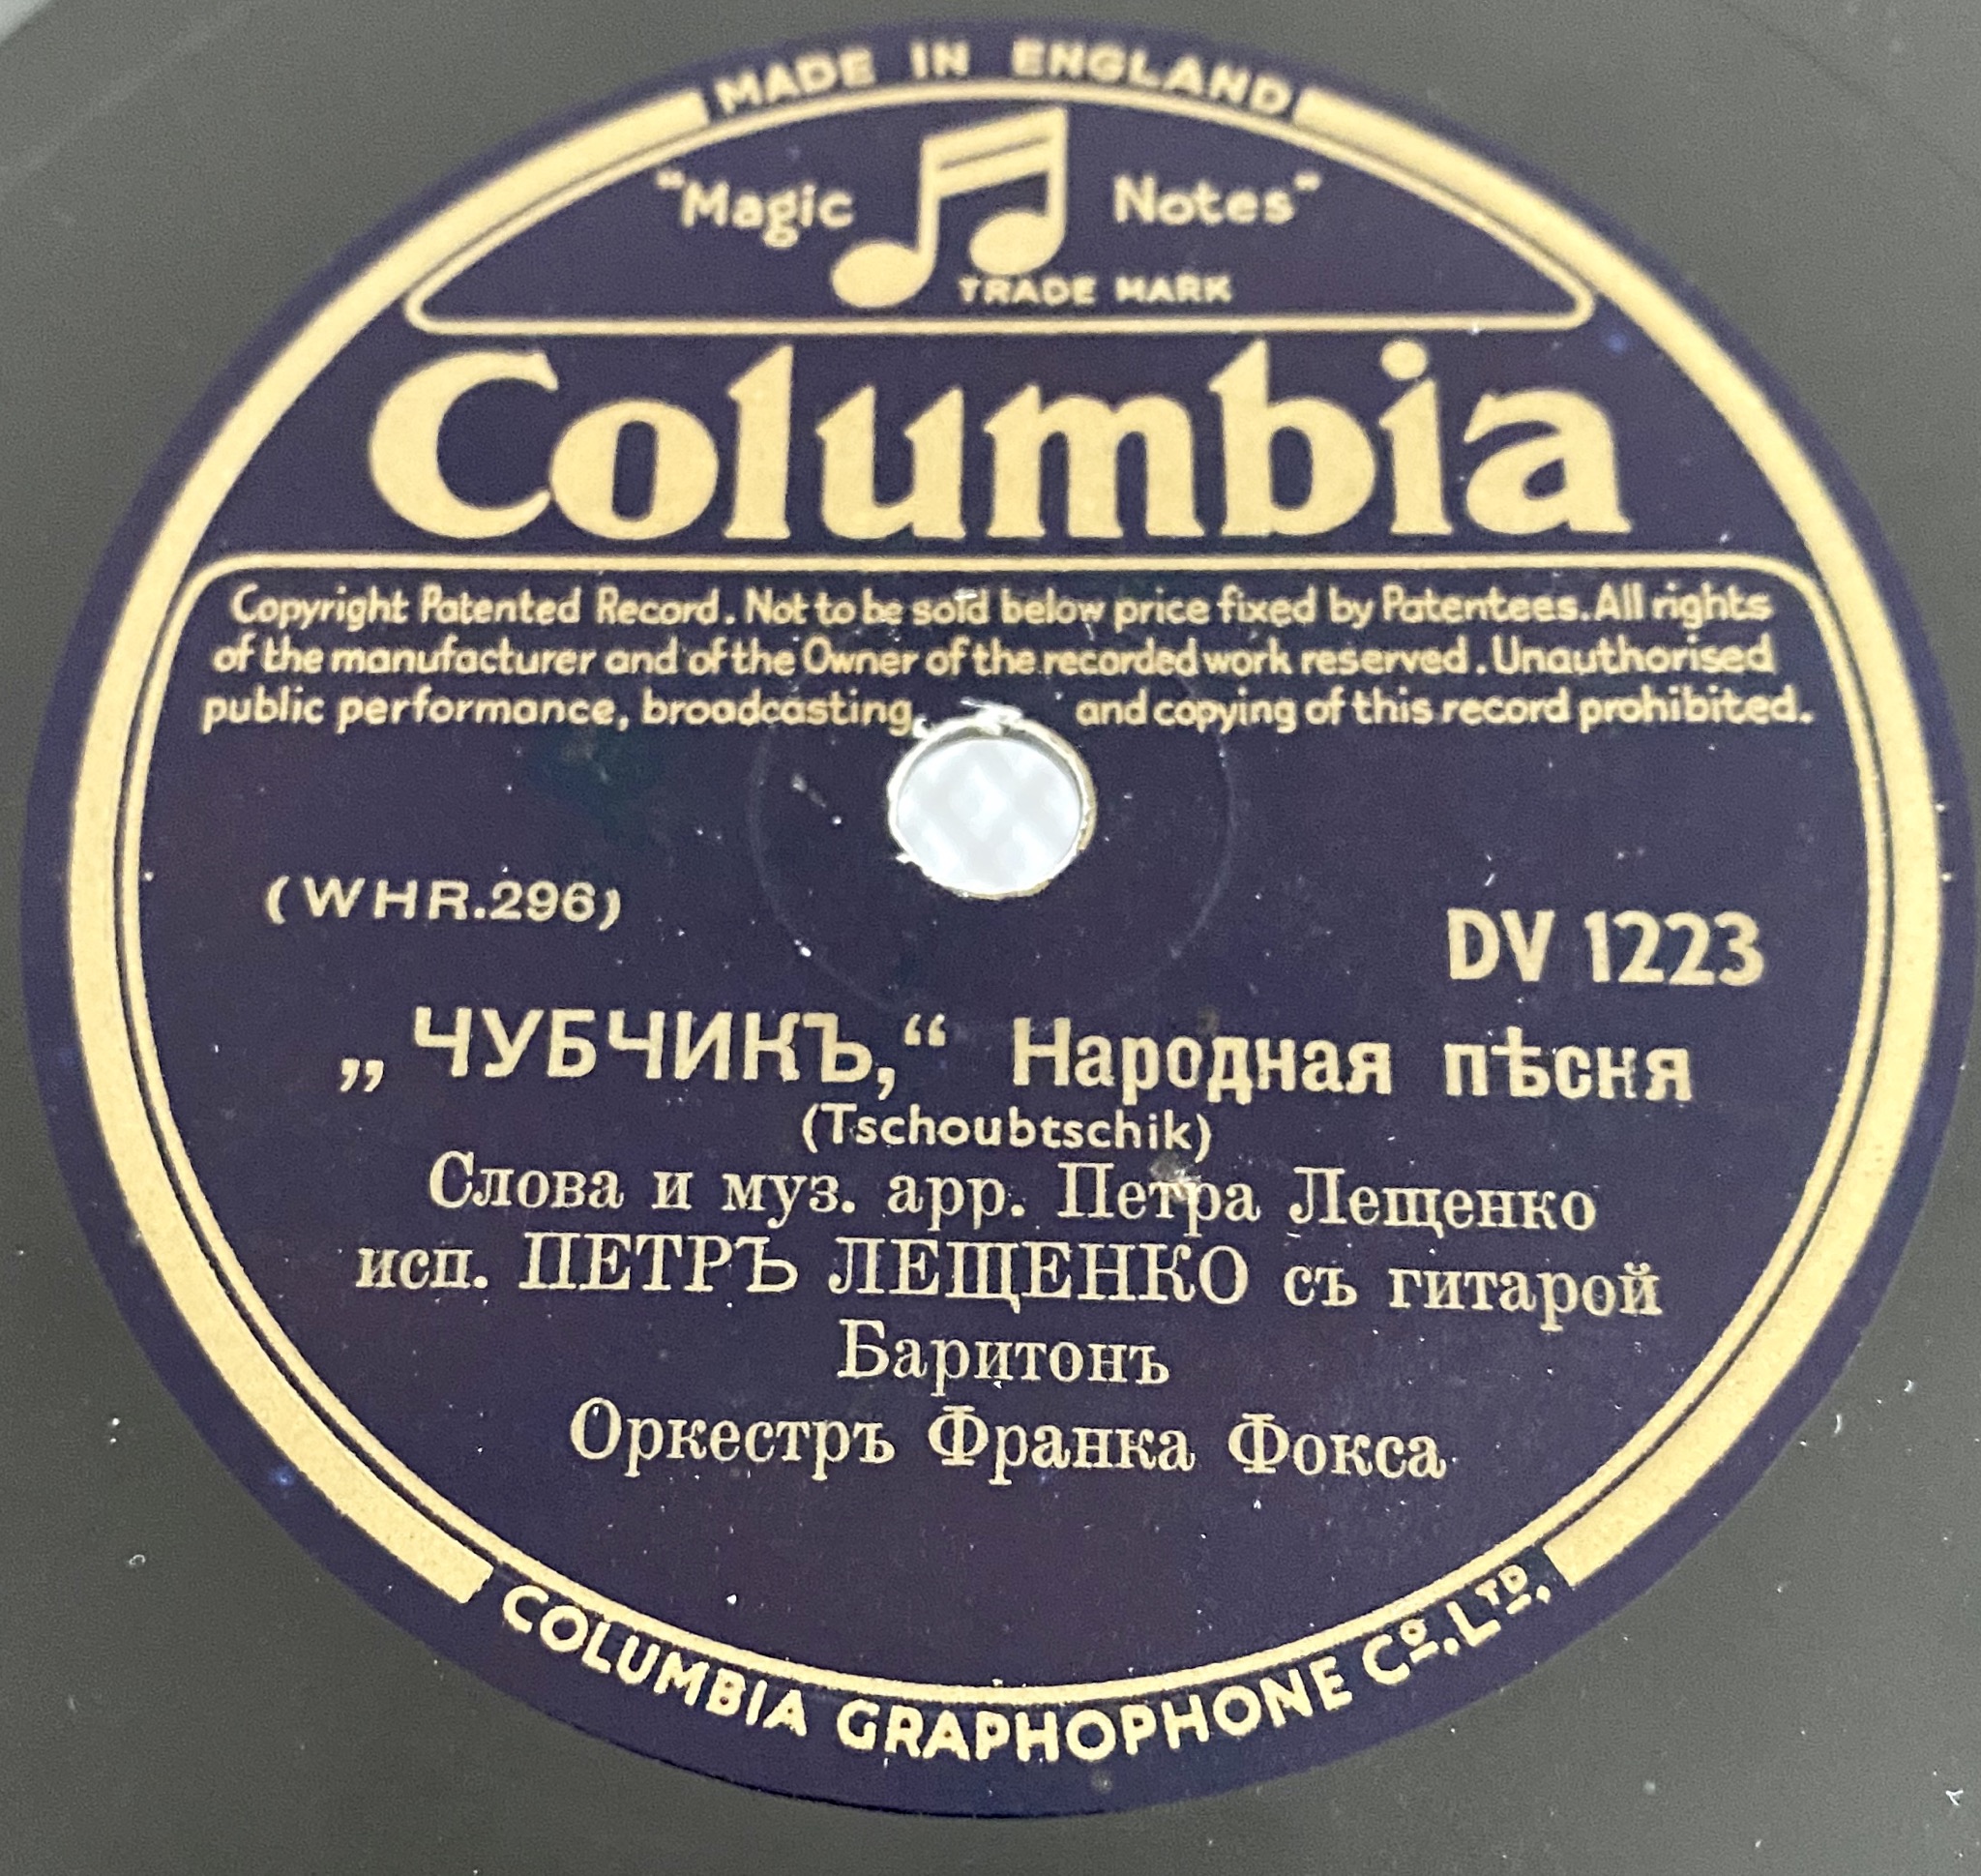 MADE IN ENGLAND
"Magic Notes"
TRADE MARK
Columbia
Copyright Patented Record. Not to be sold below price fixed by Patentees. All rights
of the manufacturer and of the Owner of the recorded work reserved. Unauthorised
public performance, broadcasting, and copying of this record prohibited.
(WHR.296)
DV 1223
„ЧУБЧИКЪ,“ Народная пѣсня
(Tschoubtschik)
Слова и муз. арр. Петра Лещенко
исп. ПЕТРЪ ЛЕЩЕНКО съ гитарой
Баритонъ
Оркестръ Франка Фокса
COLUMBIA GRAPHOPHONE Cº. LTD.